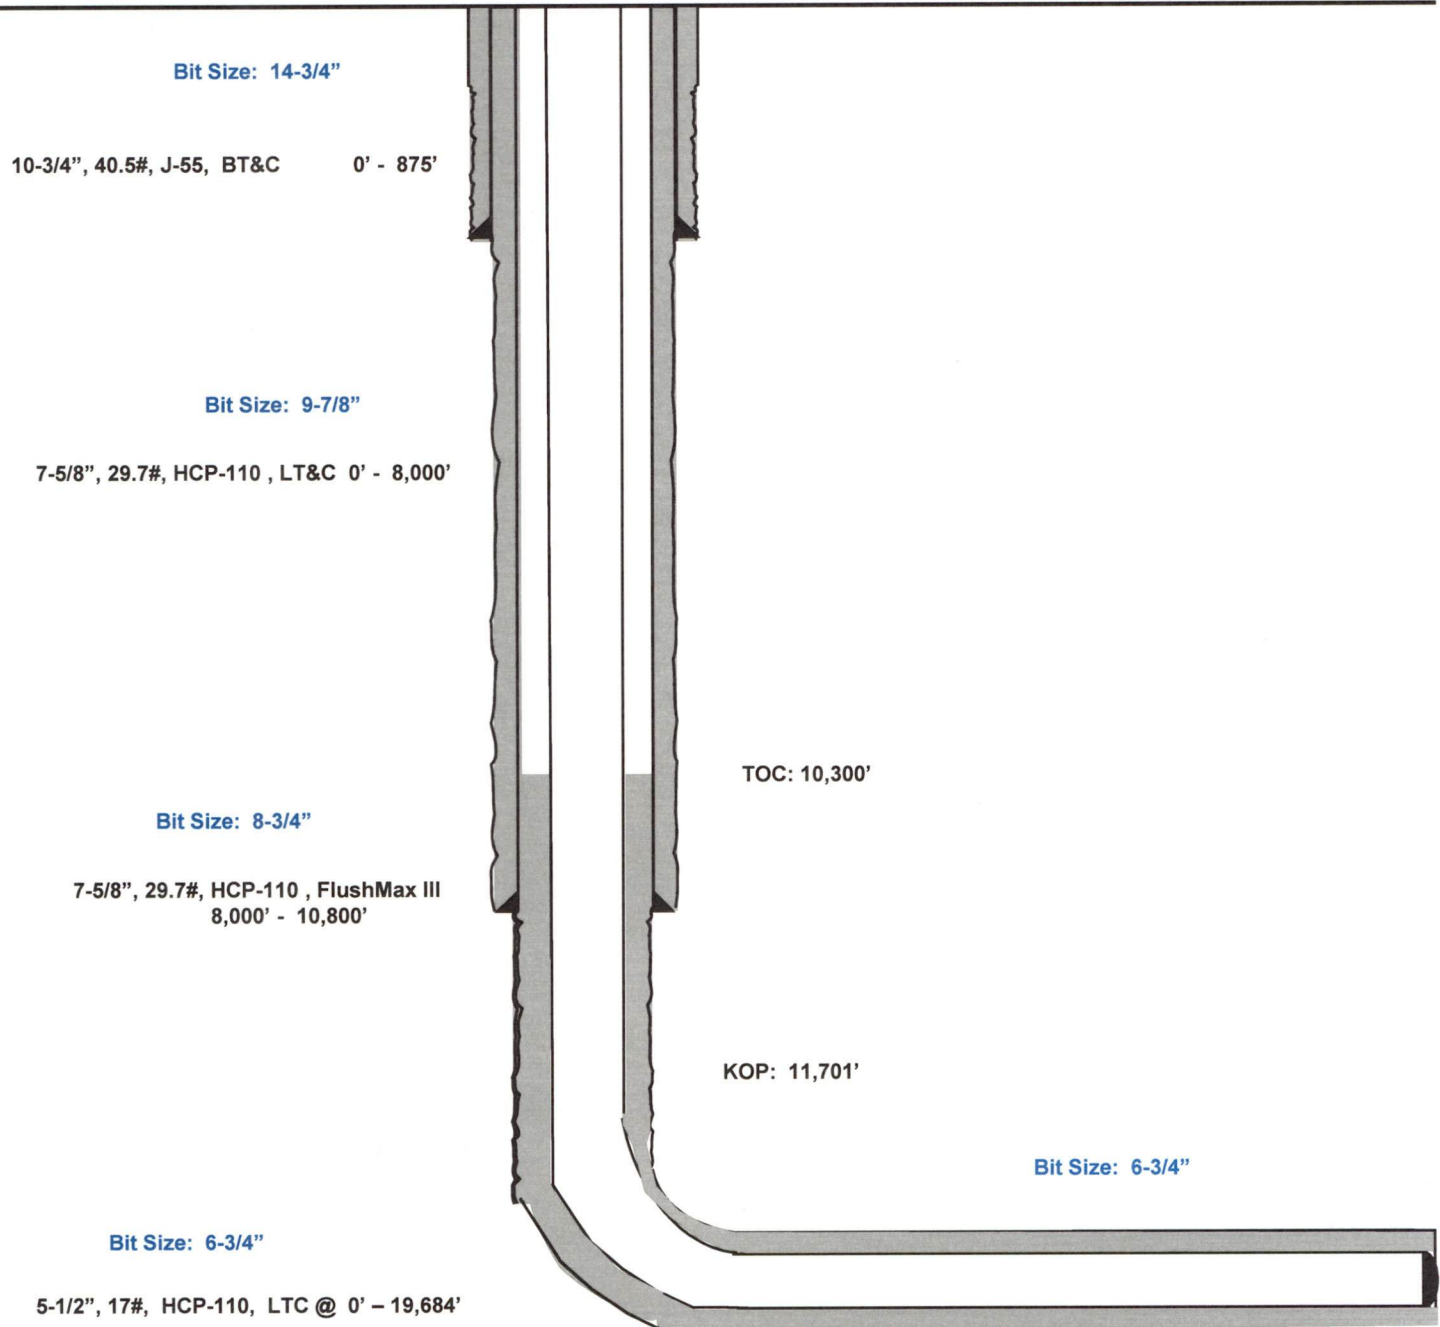 Bit Size: 14-3/4”
10-3/4”, 40.5#, J-55, BT&C 0’ - 875’
Bit Size: 9-7/8”
7-5/8”, 29.7#, HCP-110 , LT&C 0’ - 8,000’
TOC: 10,300’
Bit Size: 8-3/4”
7-5/8”, 29.7#, HCP-110 , FlushMax III
8,000’ - 10,800’
KOP: 11,701’
Bit Size: 6-3/4”
Bit Size: 6-3/4”
5-1/2”, 17#, HCP-110, LTC @ 0’ – 19,684’